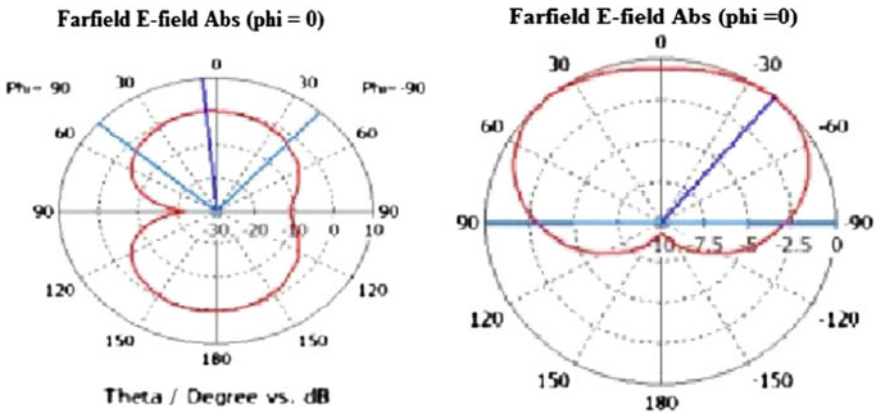 Farfield E-field Abs (phi = 0)
0
30 30
Phi= 90 Phi=-90
60 60
90 90
30 20 10 0 10
120 120
150 150
180
Theta / Degree vs. dB
Farfield E-field Abs (phi =0)
0
30 -30
60 -60
90 -90
-10 -7.5 -5 -2.5 0
120 -120
150 -150
180